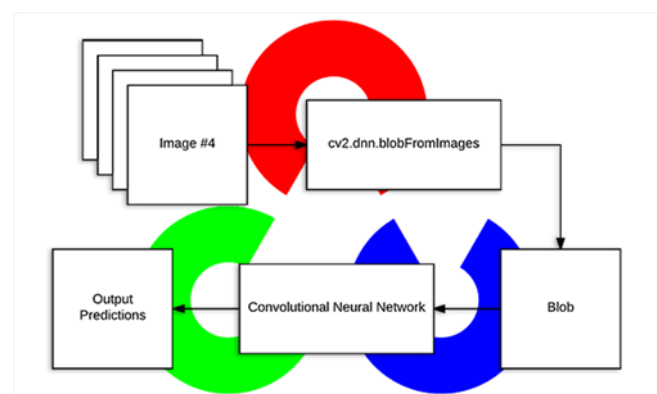 Image #4
cv2.dnn.blobFromImages
Output
Predictions
Convolutional Neural Network
Blob